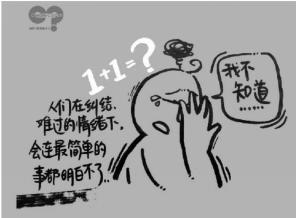 1+1=?
我不
知道
……
人们在纠结、
难过的情绪下,
会连最简单的
事都明白不了..